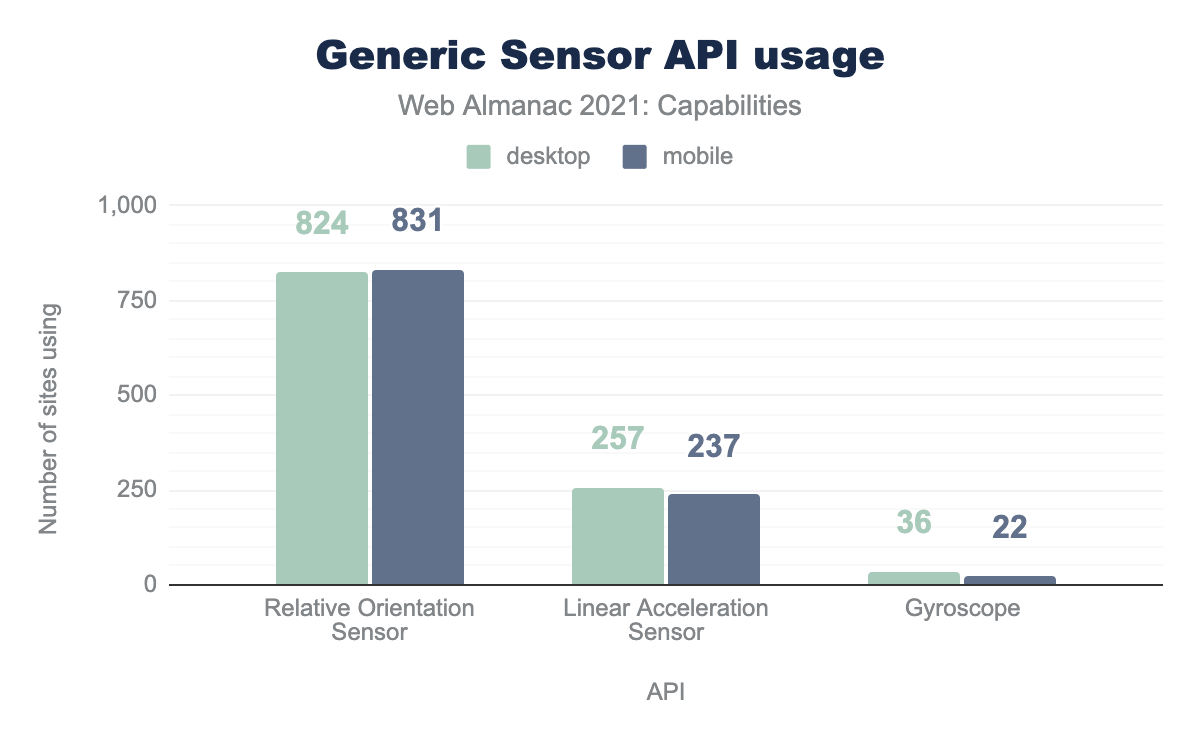 Generic Sensor API usage
Web Almanac 2021: Capabilities
desktop mobile
Number of sites using
1,000
750
500
250
0
824 831
257 237
36 22
Relative Orientation
Sensor
Linear Acceleration
Sensor
Gyroscope
API